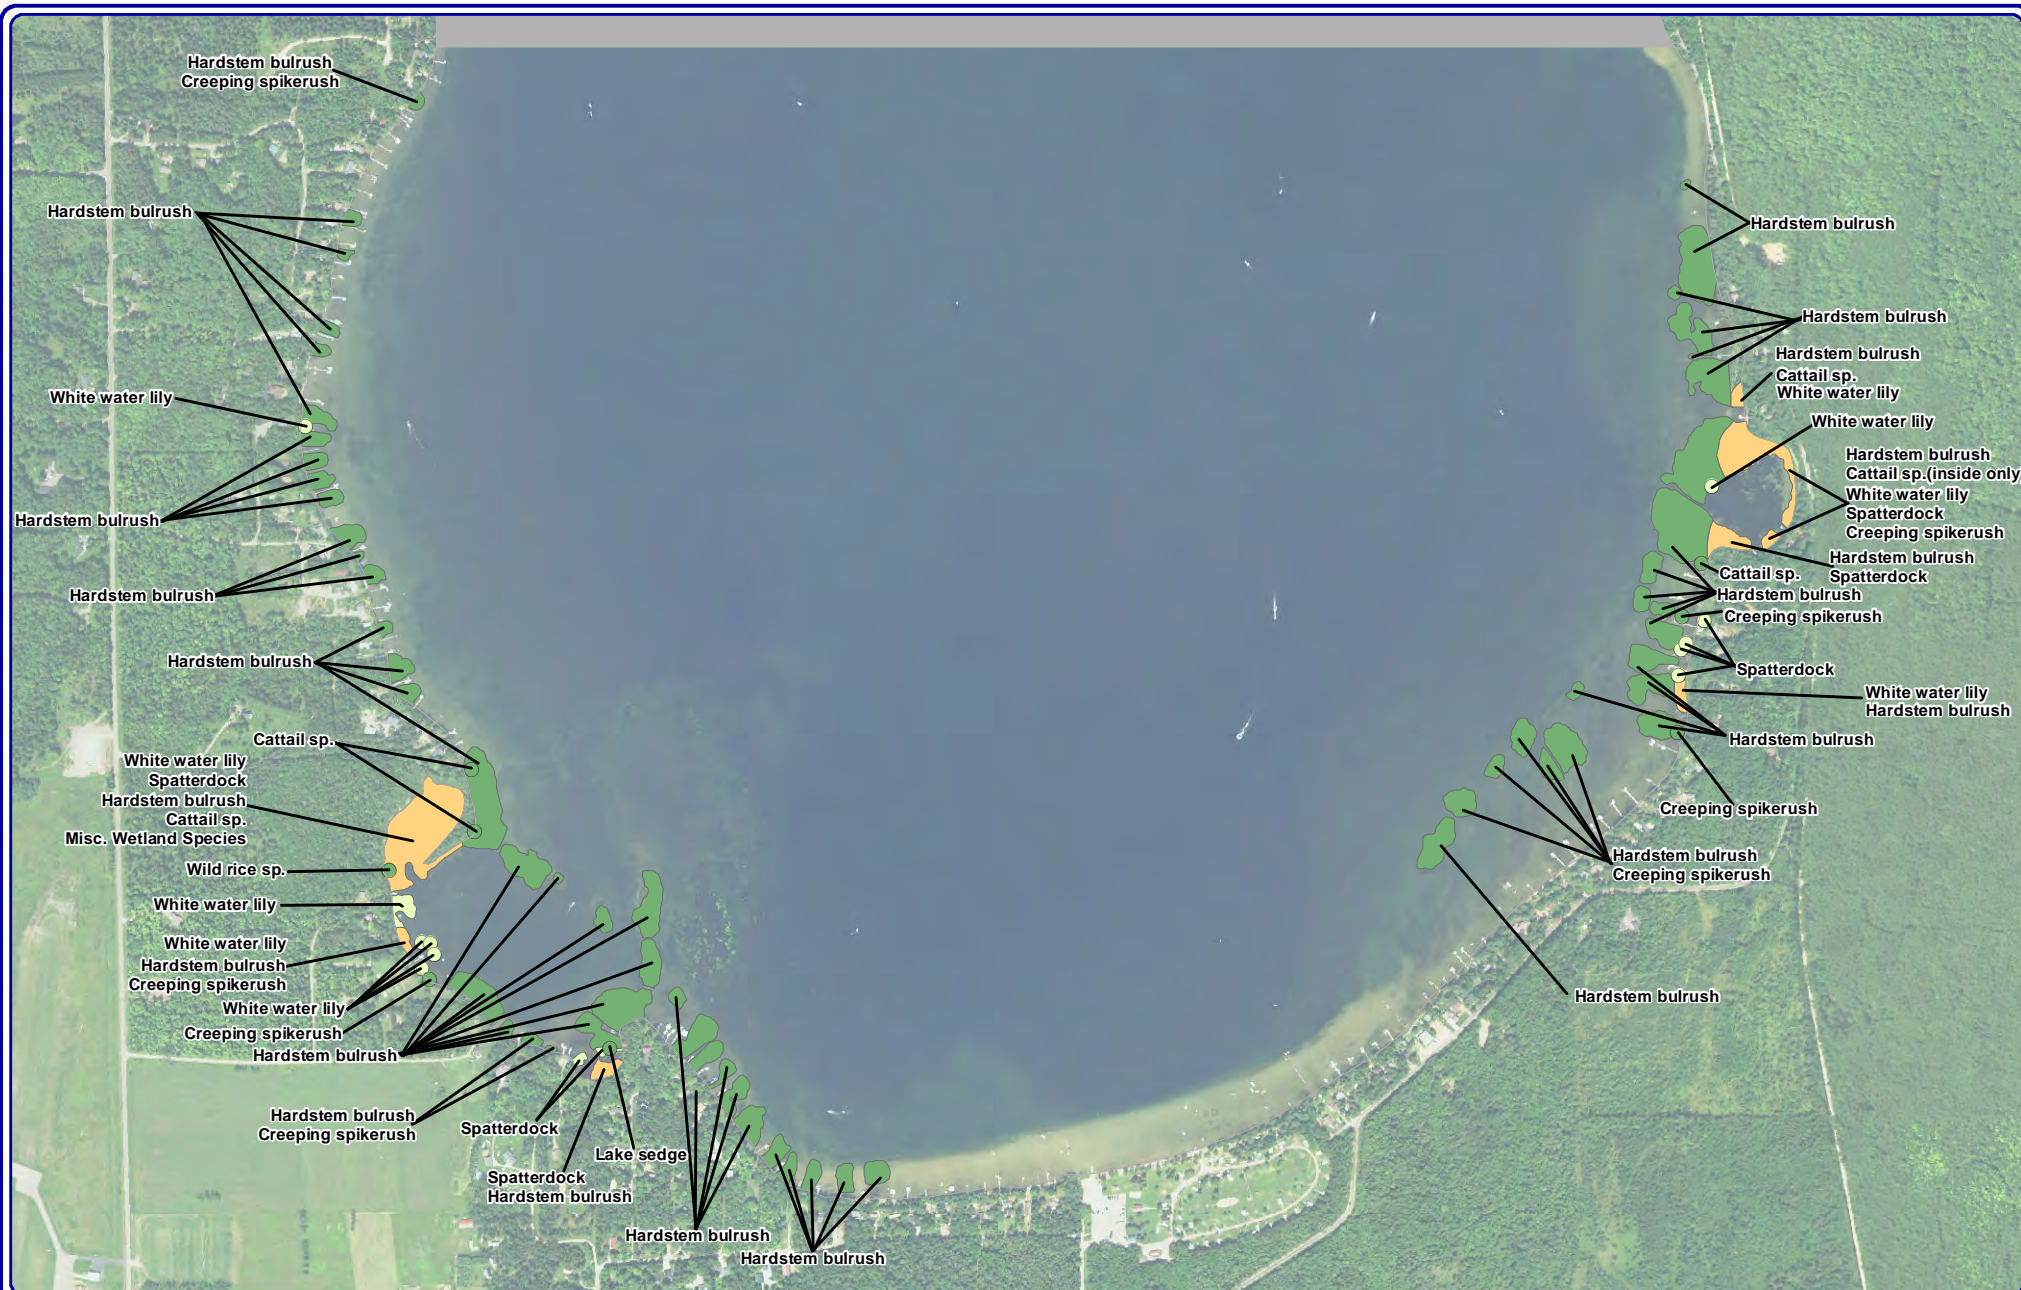 Hardstem bulrush
Creeping spikerush
Hardstem bulrush
White water lily
Hardstem bulrush
Hardstem bulrush
Hardstem bulrush
Cattail sp.
White water lily
Spatterdock
Hardstem bulrush
Cattail sp.
Misc. Wetland Species
Wild rice sp.
White water lily
White water lily
Hardstem bulrush
Creeping spikerush
White water lily
Creeping spikerush
Hardstem bulrush
Hardstem bulrush
Creeping spikerush
Spatterdock
Lake sedge
Spatterdock
Hardstem bulrush
Hardstem bulrush
Hardstem bulrush
Hardstem bulrush
Hardstem bulrush
Hardstem bulrush
Cattail sp.
White water lily
White water lily
Hardstem bulrush
Cattail sp.(inside only
White water lily
Spatterdock
Creeping spikerush
Hardstem bulrush
Spatterdock
Cattail sp.
Hardstem bulrush
Creeping spikerush
Spatterdock
White water lily
Hardstem bulrush
Hardstem bulrush
Creeping spikerush
Hardstem bulrush
Creeping spikerush
Hardstem bulrush